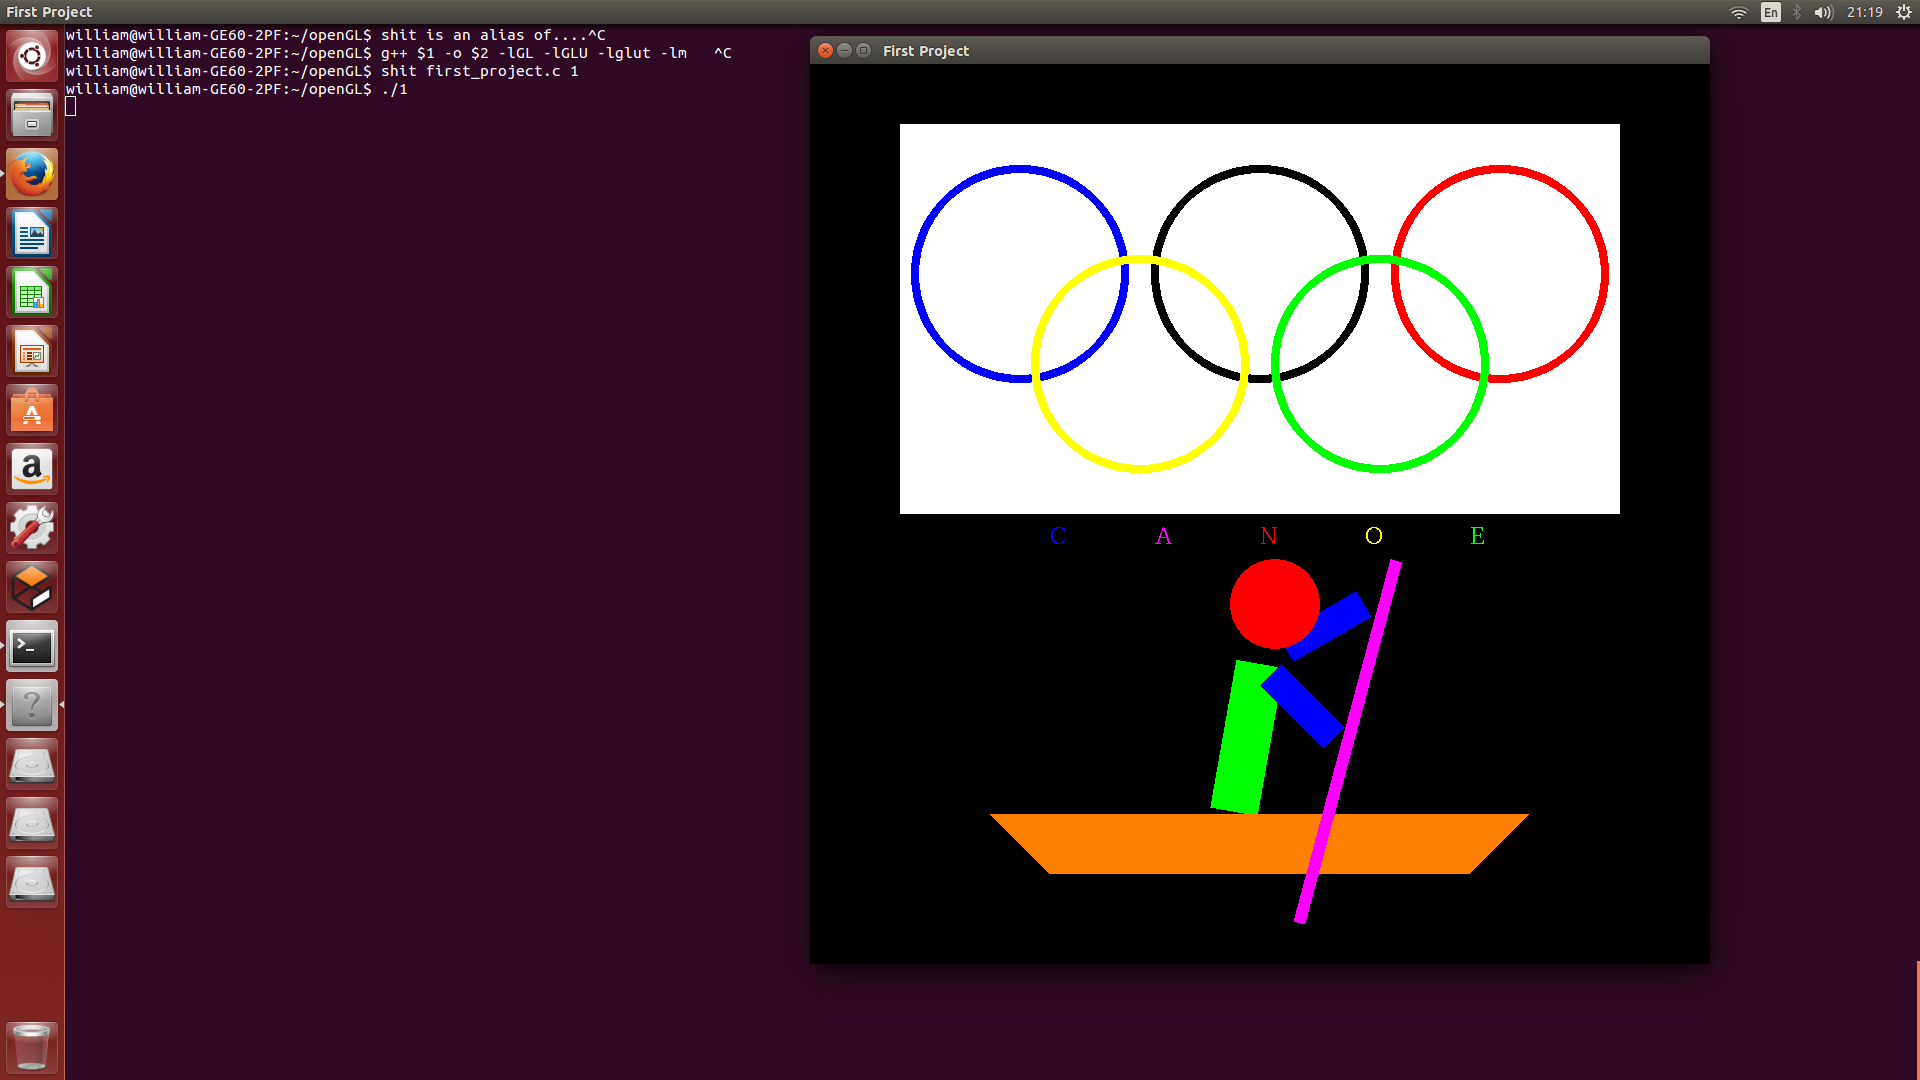 First Project
En
21:19
william@william-GE60-2PF:~/openGL$ shit is an alias of....^C
william@william-GE60-2PF:~/openGL$ g++ $1 -o $2 -lGL -lGLU -lglut -lm   ^C
william@william-GE60-2PF:~/openGL$ shit first_project.c 1
william@william-GE60-2PF:~/openGL$ ./1
First Project
C A N O E